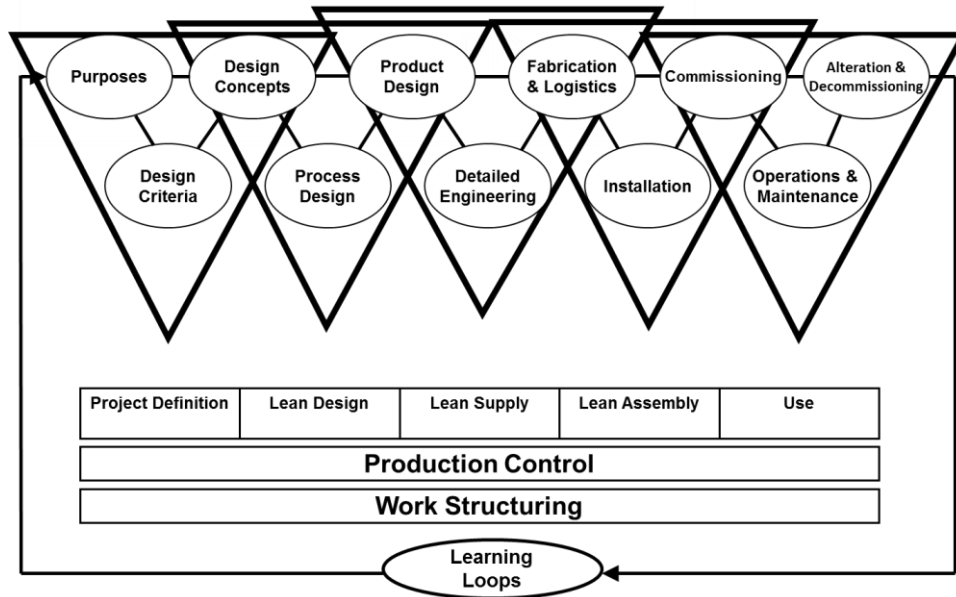 Purposes
Design
Concepts
Product
Design
Fabrication
& Logistics
Commissioning
Alteration &
Decommissioning
Design
Criteria
Process
Design
Detailed
Engineering
Installation
Operations &
Maintenance
Project Definition
Lean Design
Lean Supply
Lean Assembly
Use
Production Control
Work Structuring
Learning
Loops